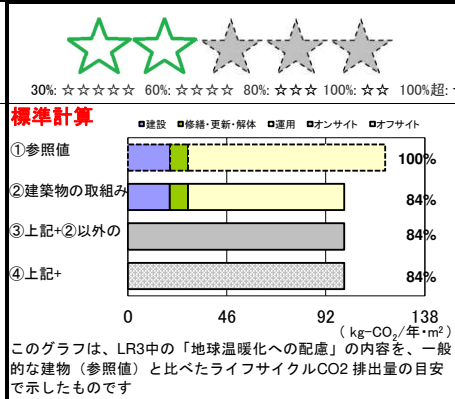 30%: ☆☆☆☆☆ 60%: ☆☆☆☆ 80%: ☆☆☆ 100%: ☆☆ 100%超:
標準計算
建設 修繕・更新・解体 運用 オンサイト オフサイト
①参照値 100%
②建築物の取組み 84%
③上記+②以外の 84%
④上記+ 84%
0 46 92 138
(kg-CO₂/年・m²)
このグラフは、LR3中の「地球温暖化への配慮」の内容を、一般
的な建物(参照値)と比べたライフサイクルCO2 排出量の目安
で示したものです